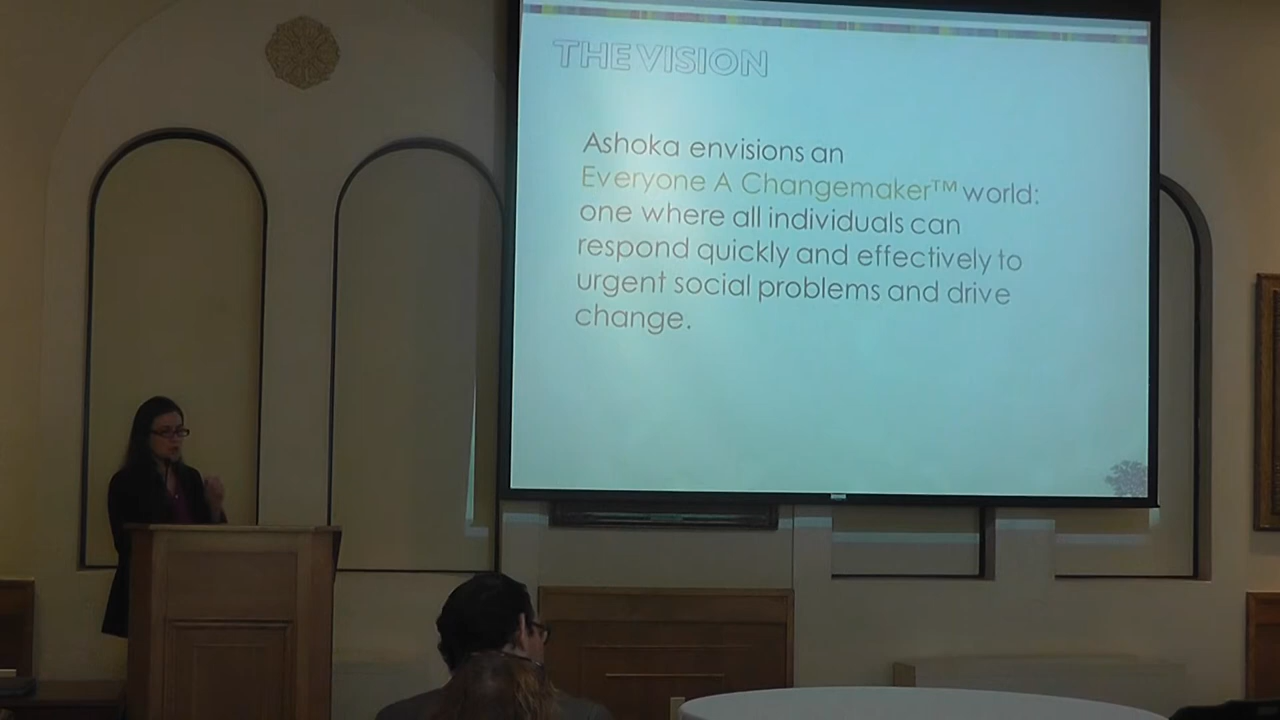 THE VISION
Ashoka envisions an
Everyone A Changemaker™ world:
one where all individuals can
respond quickly and effectively to
urgent social problems and drive
change.